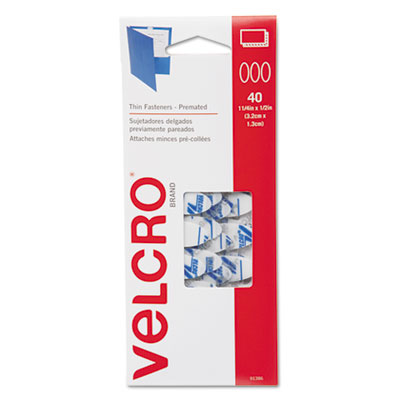 Thin Fasteners - Premated
Sujetadores delgados
previamente pareados
Attaches minces pré-collées
40
1 1/4in x 1/2in
(3.2cm x
1.3cm)
VELCRO®
BRAND